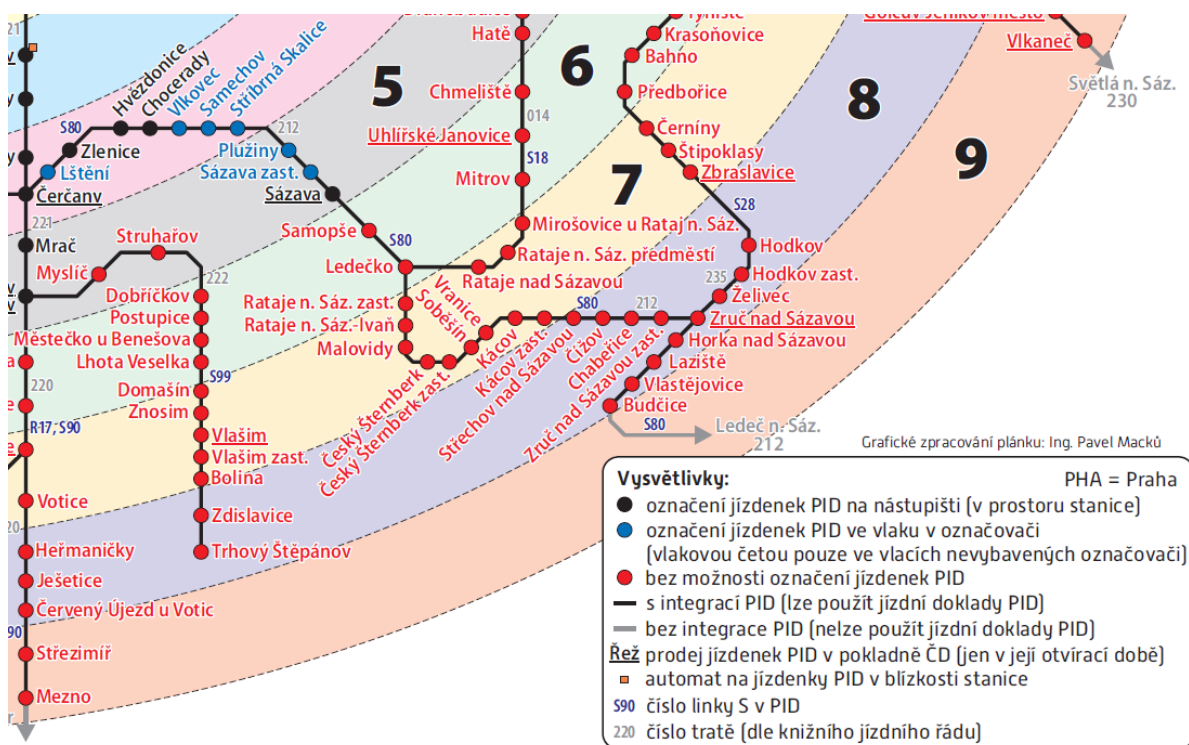 Hatě
Krasoňovice
Bahno
Vlkaneč
Světlá n. Sáz.
230
5
6
8
9
7
Chmeliště
Předbořice
014
Uhlířské Janovice
S18
Mitrov
Černíny
Štipoklasy
Zbraslavice
S28
Hvězdonice
Chocerady
Vlkovec
Samechov
Stříbrná Skalice
S80
212
Zlenice
Lštění
Plužiny
Sázava zast.
Sázava
Čerčany
221
Mrač
Struhařov
Myslíč
222
Samopše
S80
Ledečko
Mirošovice u Rataj n. Sáz.
Rataje n. Sáz. předměstí
Rataje nad Sázavou
Hodkov
Hodkov zast.
235
Želivec
Dobříčkov
Postupice
Městečko u Benešova
Lhota Veselka
S99
Domašín
Znosim
Vlašim
Vlašim zast.
Bolina
Zdislavice
Trhový Štěpánov
Rataje n. Sáz. zast.
Rataje n. Sáz.-Ivaň
Malovidy
Vranice
Soběšín
S80
212
Zruč nad Sázavou
Horka nad Sázavou
Laziště
Vlastějovice
Budčice
Český Šternberk
Český Šternberk zast.
Kácov
Kácov zast.
Střechov nad Sázavou
Čížov
Chabeřice
Zruč nad Sázavou zast.
S80
Ledeč n. Sáz.
212
220
R17, S90
Votice
Heřmaničky
Ješetice
Červený Újezd u Votic
Střezimíř
Mezno
Grafické zpracování plánku: Ing. Pavel Macků
Vysvětlivky: PHA = Praha
označení jízdenek PID na nástupišti (v prostoru stanice)
označení jízdenek PID ve vlaku v označovači
(vlakovou četou pouze ve vlacích nevybavených označovači)
bez možnosti označení jízdenek PID
s integrací PID (lze použít jízdní doklady PID)
bez integrace PID (nelze použít jízdní doklady PID)
Řež prodej jízdenek PID v pokladně ČD (jen v její otvírací době)
automat na jízdenky PID v blízkosti stanice
S90 číslo linky S v PID
220 číslo tratě (dle knižního jízdního řádu)